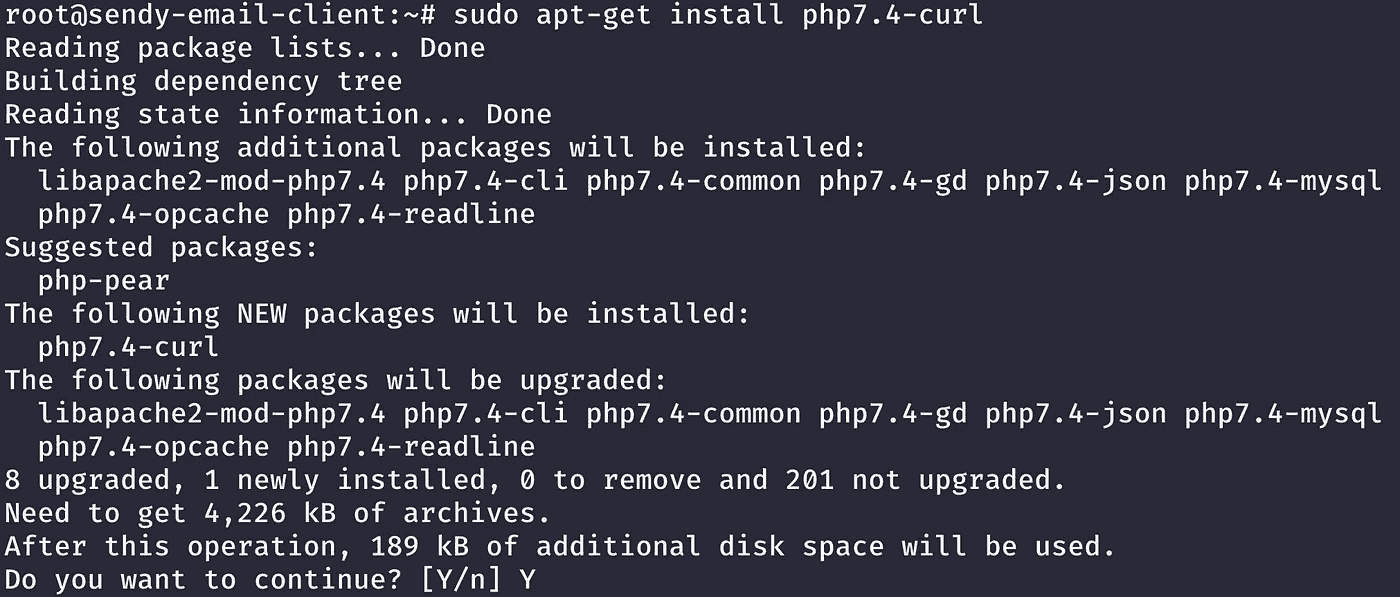 root@sendy-email-client:~# sudo apt-get install php7.4-curl
Reading package lists... Done
Building dependency tree
Reading state information... Done
The following additional packages will be installed:
  libapache2-mod-php7.4 php7.4-cli php7.4-common php7.4-gd php7.4-json php7.4-mysql
  php7.4-opcache php7.4-readline
Suggested packages:
  php-pear
The following NEW packages will be installed:
  php7.4-curl
The following packages will be upgraded:
  libapache2-mod-php7.4 php7.4-cli php7.4-common php7.4-gd php7.4-json php7.4-mysql
  php7.4-opcache php7.4-readline
8 upgraded, 1 newly installed, 0 to remove and 201 not upgraded.
Need to get 4,226 kB of archives.
After this operation, 189 kB of additional disk space will be used.
Do you want to continue? [Y/n] Y